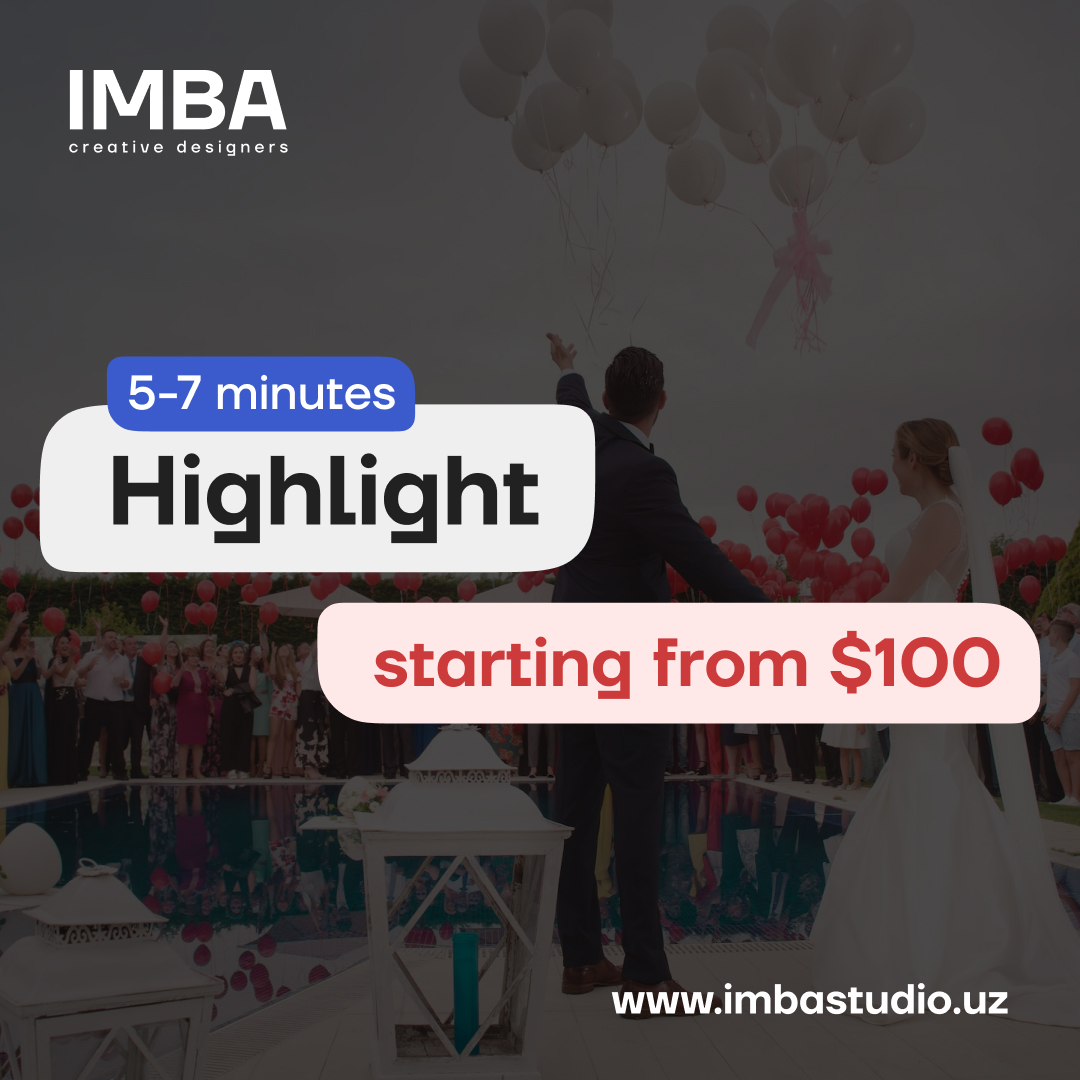 IMBA
creative designers
5-7 minutes
Highlight
starting from $100
www.imbastudio.uz